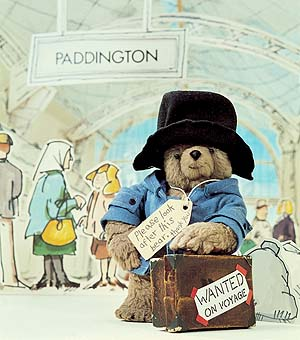 PADDINGTON
Please look
after this
bear. thank you
WANTED
ON VOYAGE